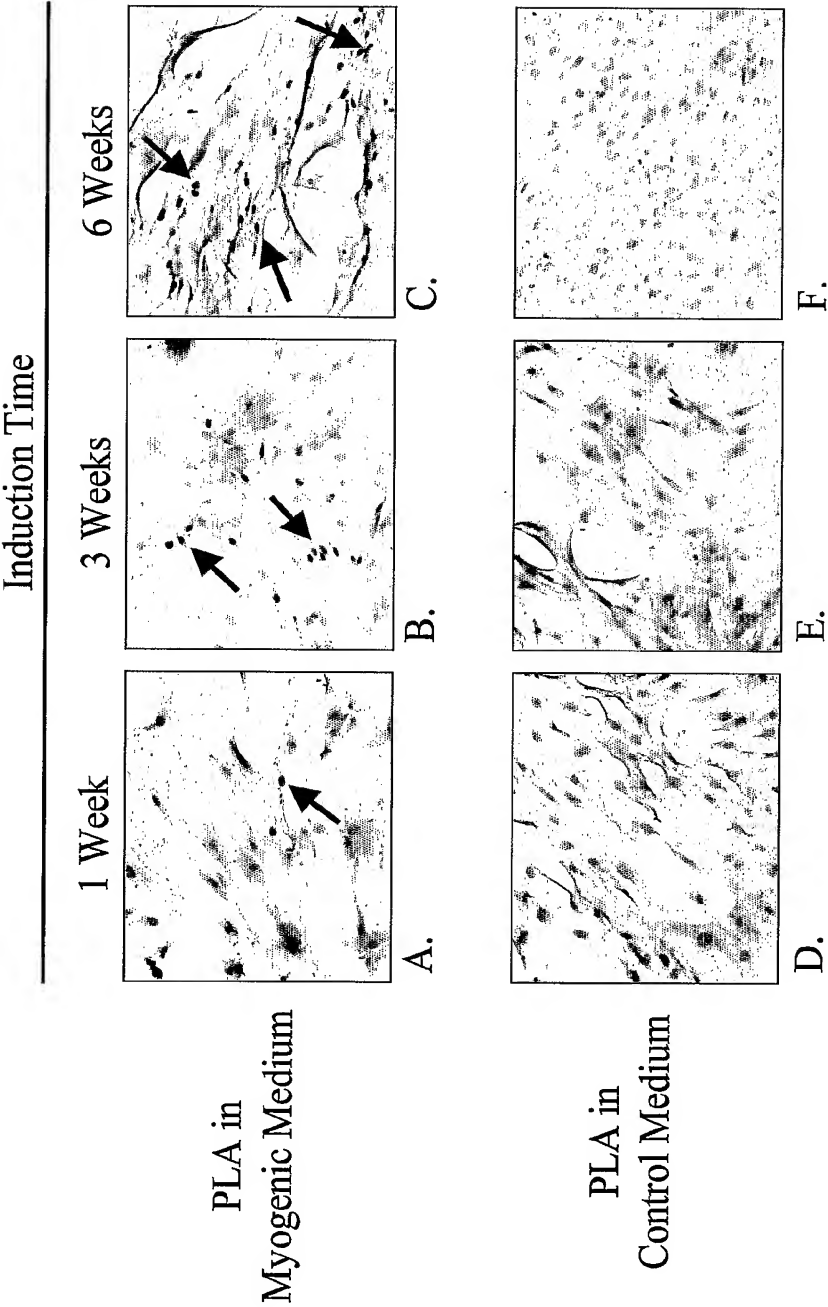 Induction Time
1 Week
3 Weeks
6 Weeks
PLA in
Myogenic Medium
A.
B.
C.
PLA in
Control Medium
D.
E.
F.